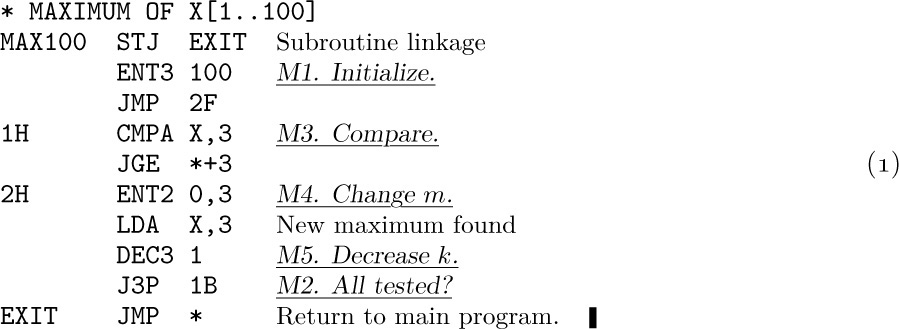 * MAXIMUM OF X[1..100]
MAX100 STJ EXIT Subroutine linkage
ENT3 100 M1. Initialize.
JMP 2F
1H CMPA X,3 M3. Compare.
JGE *+3 (1)
2H ENT2 0,3 M4. Change m.
LDA X,3 New maximum found
DEC3 1 M5. Decrease k.
J3P 1B M2. All tested?
EXIT JMP * Return to main program. ▮